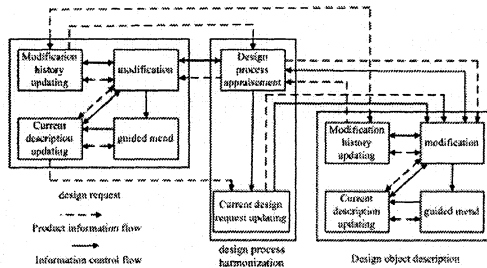 Modification
history
updating
modification
Current
description
updating
guided mend
design request
Design
process
appraisement
Current design
request updating
design process
harmonization
Modification
history
updating
modification
Current
description
updating
guided mend
Design object description
Product information flow
Information control flow